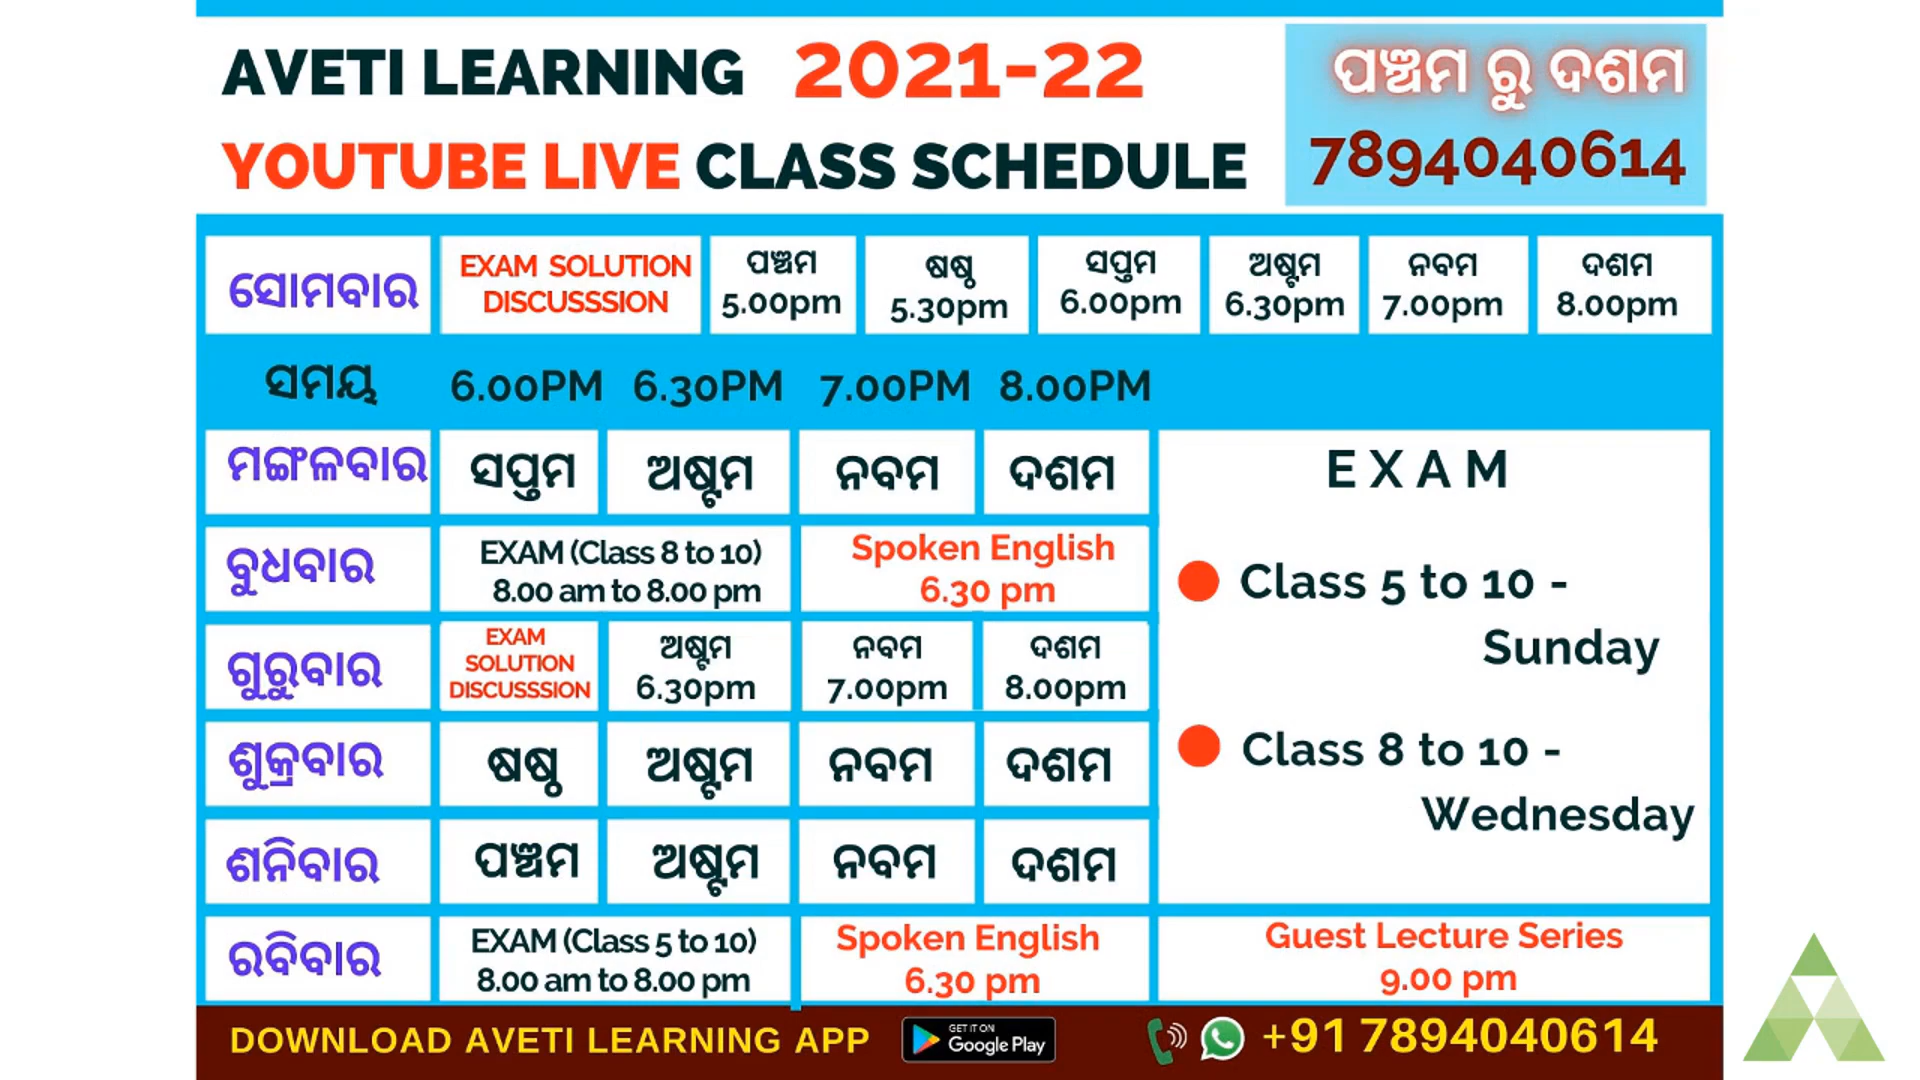 AVETI LEARNING 2021-22
YOUTUBE LIVE CLASS SCHEDULE
ପଞ୍ଚମ ରୁ ଦଶମ
7894040614
ସୋମବାର
EXAM SOLUTION
DISCUSSSION
ପଞ୍ଚମ
5.00pm
ଷଷ୍ଠ
5.30pm
ସପ୍ତମ
6.00pm
ଅଷ୍ଟମ
6.30pm
ନବମ
7.00pm
ଦଶମ
8.00pm
ସମୟ 6.00PM 6.30PM 7.00PM 8.00PM
ମଙ୍ଗଳବାର ସପ୍ତମ ଅଷ୍ଟମ ନବମ ଦଶମ
ବୁଧବାର
EXAM (Class 8 to 10)
8.00 am to 8.00 pm
Spoken English
6.30 pm
ଗୁରୁବାର
EXAM
SOLUTION
DISCUSSSION
ଅଷ୍ଟମ
6.30pm
ନବମ
7.00pm
ଦଶମ
8.00pm
ଶୁକ୍ରବାର ଷଷ୍ଠ ଅଷ୍ଟମ ନବମ ଦଶମ
ଶନିବାର ପଞ୍ଚମ ଅଷ୍ଟମ ନବମ ଦଶମ
EXAM
Class 5 to 10 -
Sunday
Class 8 to 10 -
Wednesday
ରବିବାର
EXAM (Class 5 to 10)
8.00 am to 8.00 pm
Spoken English
6.30 pm
Guest Lecture Series
9.00 pm
DOWNLOAD AVETI LEARNING APP
GET IT ON
Google Play
+91 7894040614